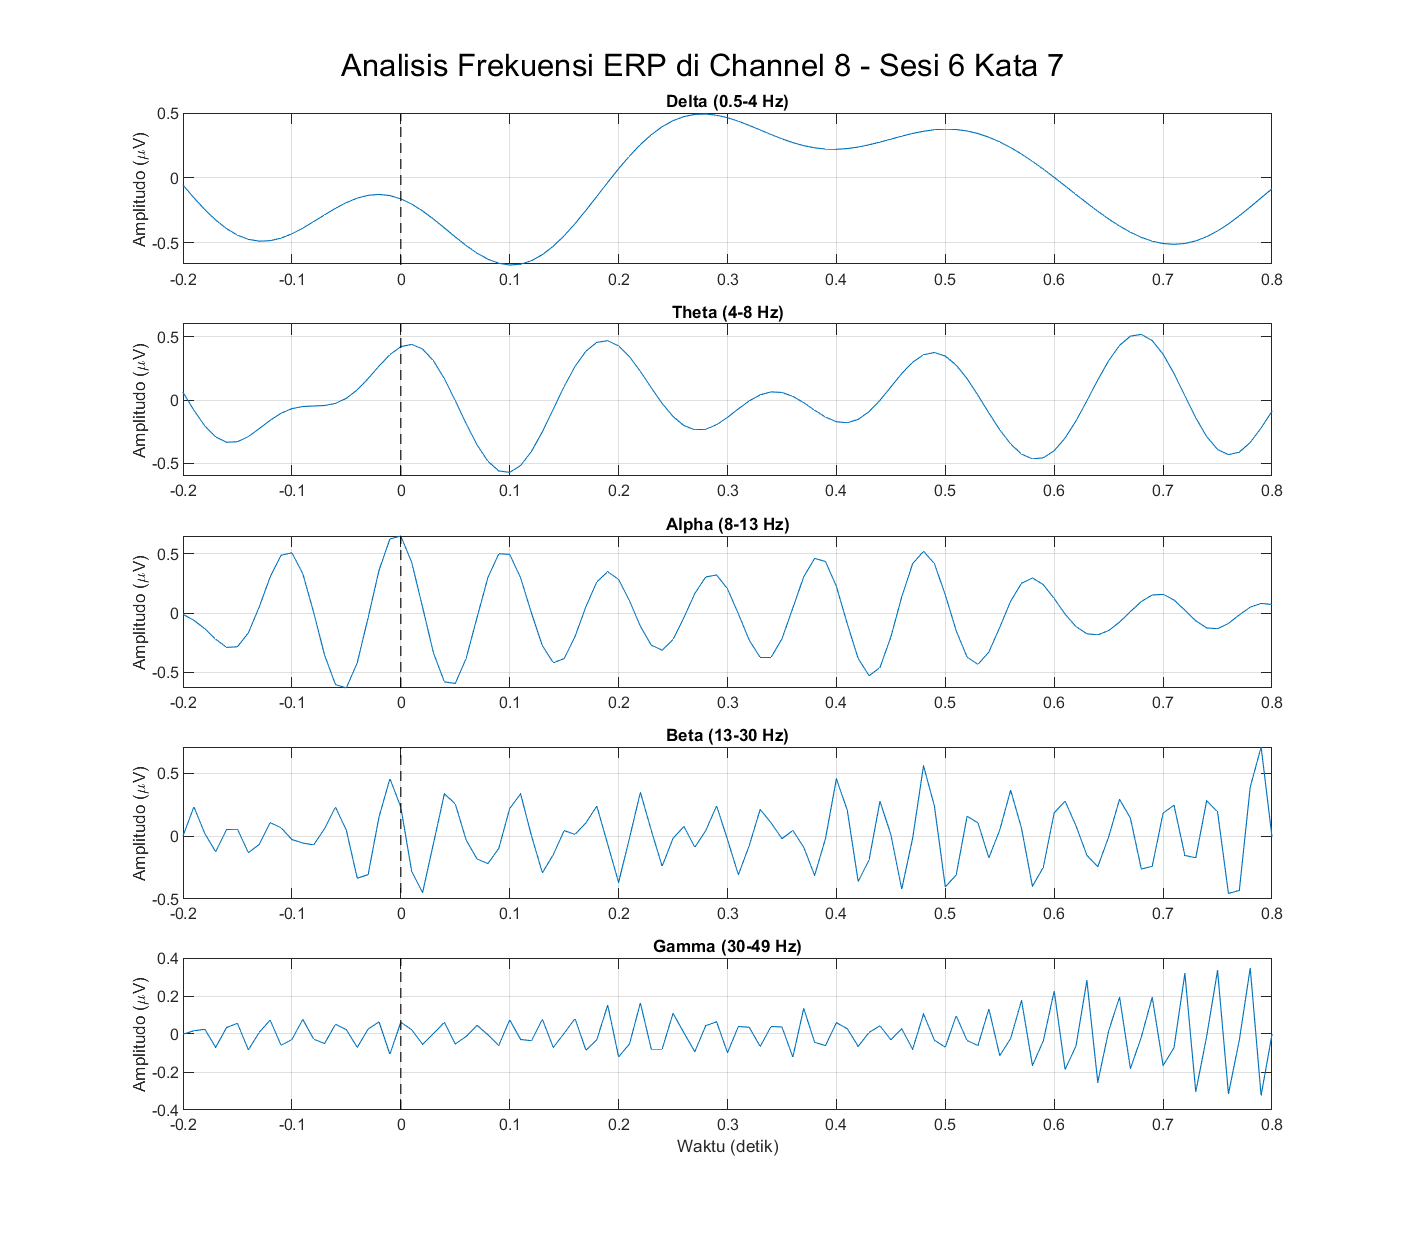 Analisis Frekuensi ERP di Channel 8 - Sesi 6 Kata 7
Delta (0.5-4 Hz)
Amplitudo (μV)
0.5
0
-0.5
-0.2 -0.1 0 0.1 0.2 0.3 0.4 0.5 0.6 0.7 0.8
Theta (4-8 Hz)
Amplitudo (μV)
0.5
0
-0.5
-0.2 -0.1 0 0.1 0.2 0.3 0.4 0.5 0.6 0.7 0.8
Alpha (8-13 Hz)
Amplitudo (μV)
0.5
0
-0.5
-0.2 -0.1 0 0.1 0.2 0.3 0.4 0.5 0.6 0.7 0.8
Beta (13-30 Hz)
Amplitudo (μV)
0.5
0
-0.5
-0.2 -0.1 0 0.1 0.2 0.3 0.4 0.5 0.6 0.7 0.8
Gamma (30-49 Hz)
Amplitudo (μV)
0.4
0.2
0
-0.2
-0.4
-0.2 -0.1 0 0.1 0.2 0.3 0.4 0.5 0.6 0.7 0.8
Waktu (detik)